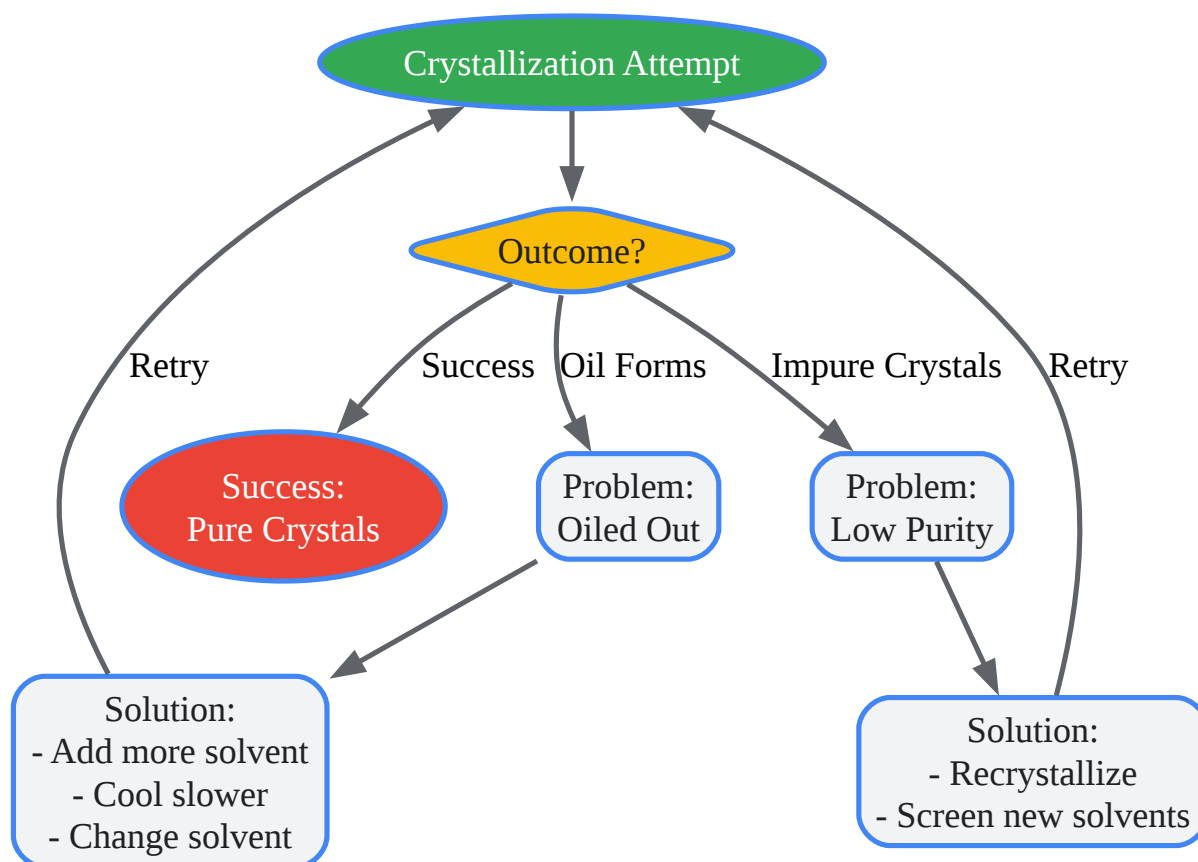 Crystallization Attempt
Outcome?
Retry
Success
Oil Forms
Impure Crystals
Retry
Success:
Pure Crystals
Problem:
Oiled Out
Problem:
Low Purity
Solution:
- Add more solvent
- Cool slower
- Change solvent
Solution:
- Recrystallize
- Screen new solvents